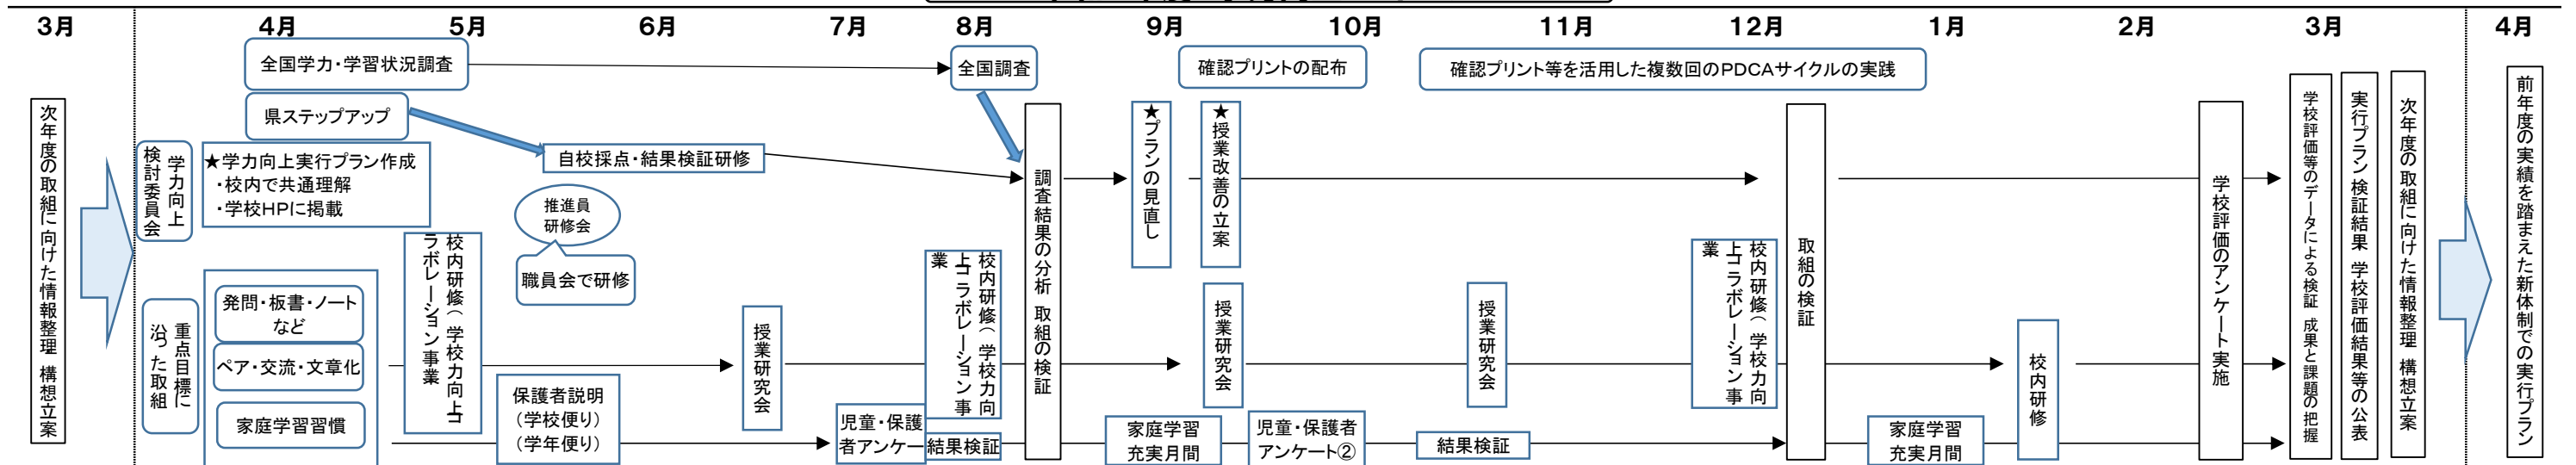 3月
4月
5月
6月
7月
8月
9月
10月
11月
12月
1月
2月
3月
4月
次年度の取組に向けた情報整理・構想立案
学力向上
検討委員会
重点目標に
沿った取組
全国学力・学習状況調査
県ステップアップ
★学力向上実行プラン作成
・校内で共通理解
・学校HPに掲載
発問・板書・ノート
など
ペア・交流・文章化
家庭学習習慣
校内研修（学校力向上コ
ラボレーション事業
自校採点・結果検証研修
推進員
研修会
職員会で研修
保護者説明
（学校便り）
（学年便り）
授業研究会
児童・保護
者アンケー
全国調査
校内研修（学校力向
上コラボレーション事
業
結果検証
調査結果の分析・取組の検証
★プランの見直し
★授業改善の立案
確認プリントの配布
授業研究会
家庭学習
充実月間
児童・保護者
アンケート②
確認プリント等を活用した複数回のPDCAサイクルの実践
授業研究会
結果検証
校内研修（学校力向
上コラボレーション事
業
取組の検証
家庭学習
充実月間
校内研修
学校評価のアンケート実施
学校評価等のデータによる検証・成果と課題の把握
実行プラン検証結果・学校評価結果等の公表
次年度の取組に向けた情報整理・構想立案
前年度の実績を踏まえた新体制での実行プラン